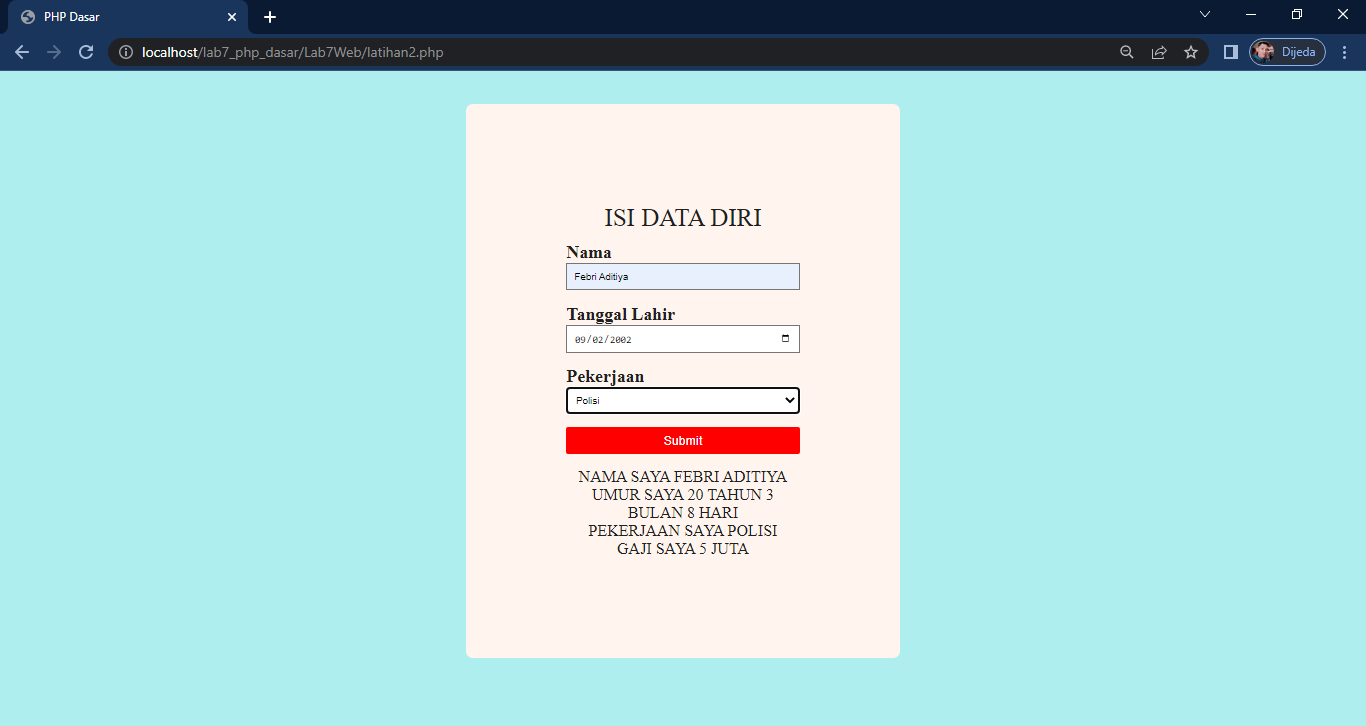 PHP Dasar
localhost/lab7_php_dasar/Lab7Web/latihan2.php
Dijeda
ISI DATA DIRI
Nama
Febri Aditiya
Tanggal Lahir
09/02/2002
Pekerjaan
Polisi
Submit
NAMA SAYA FEBRI ADITIYA
UMUR SAYA 20 TAHUN 3
BULAN 8 HARI
PEKERJAAN SAYA POLISI
GAJI SAYA 5 JUTA